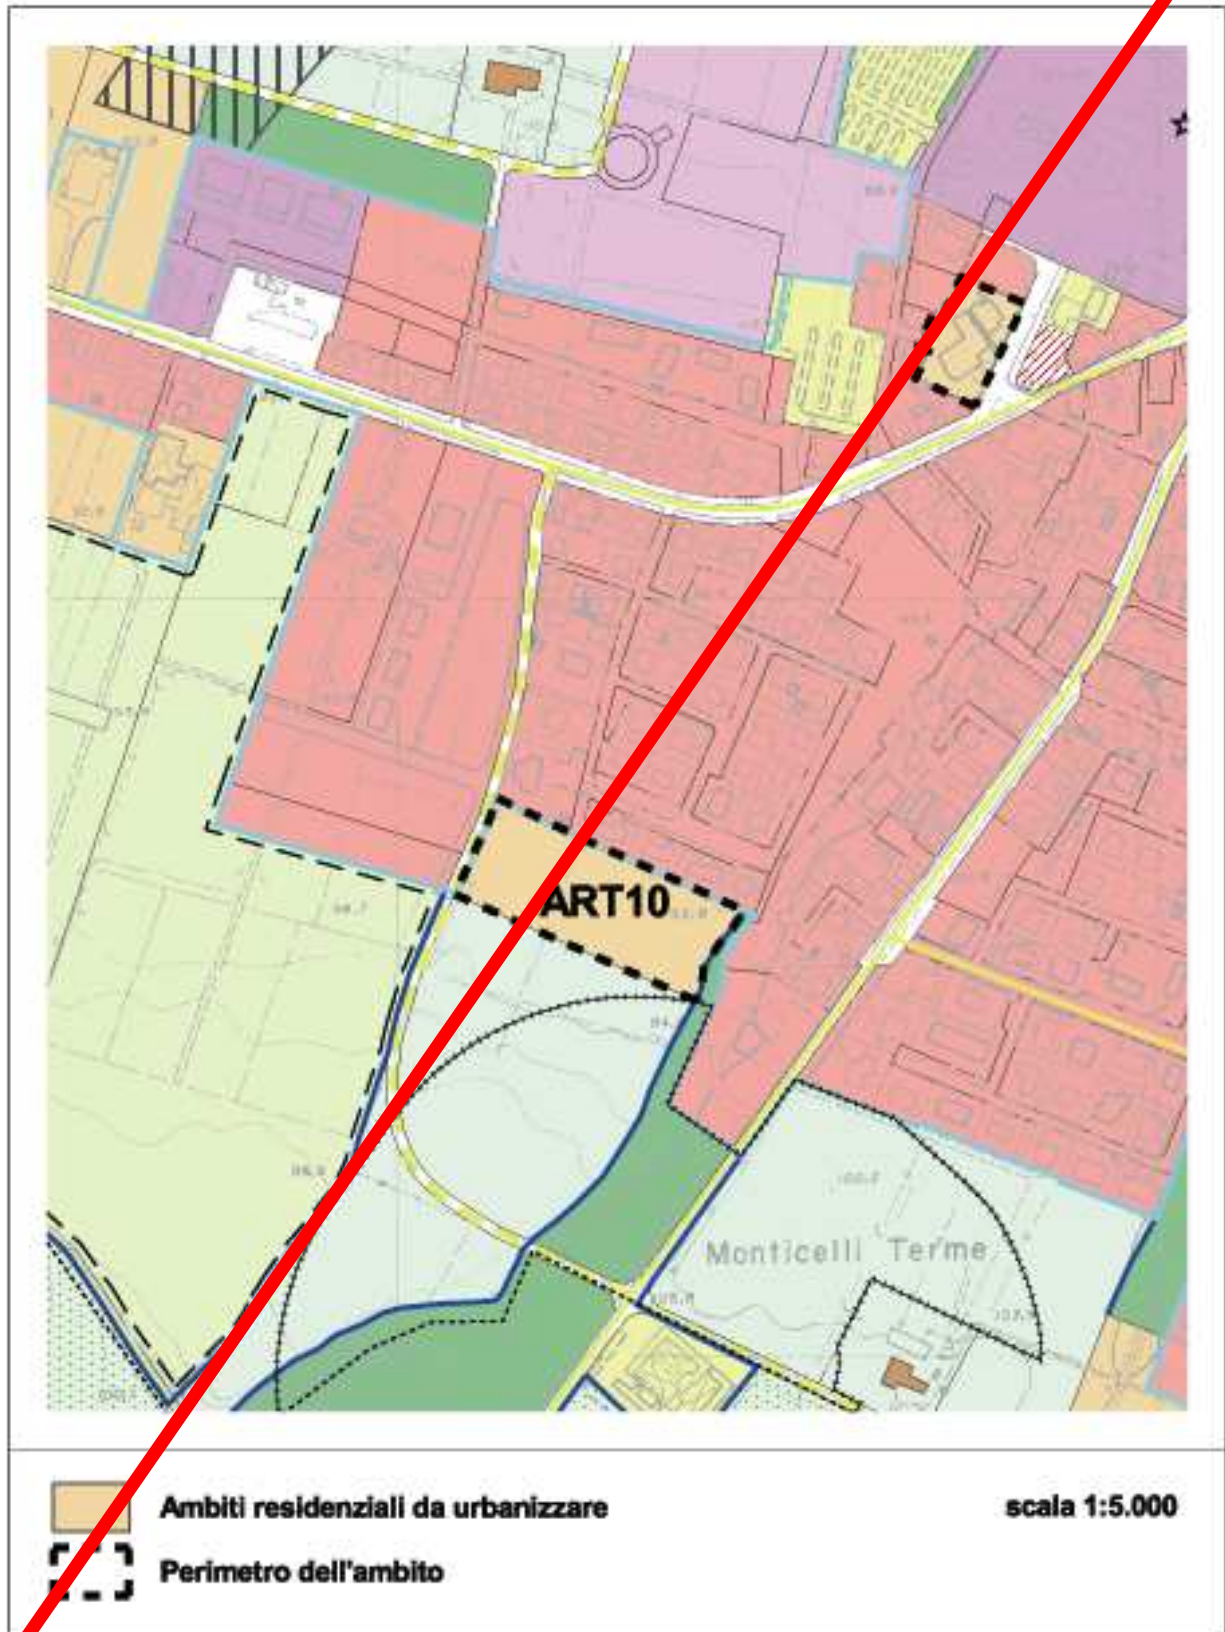 ART10
Monticelli Terme
Ambiti residenziali da urbanizzare
scala 1:5.000
Perimetro dell'ambito